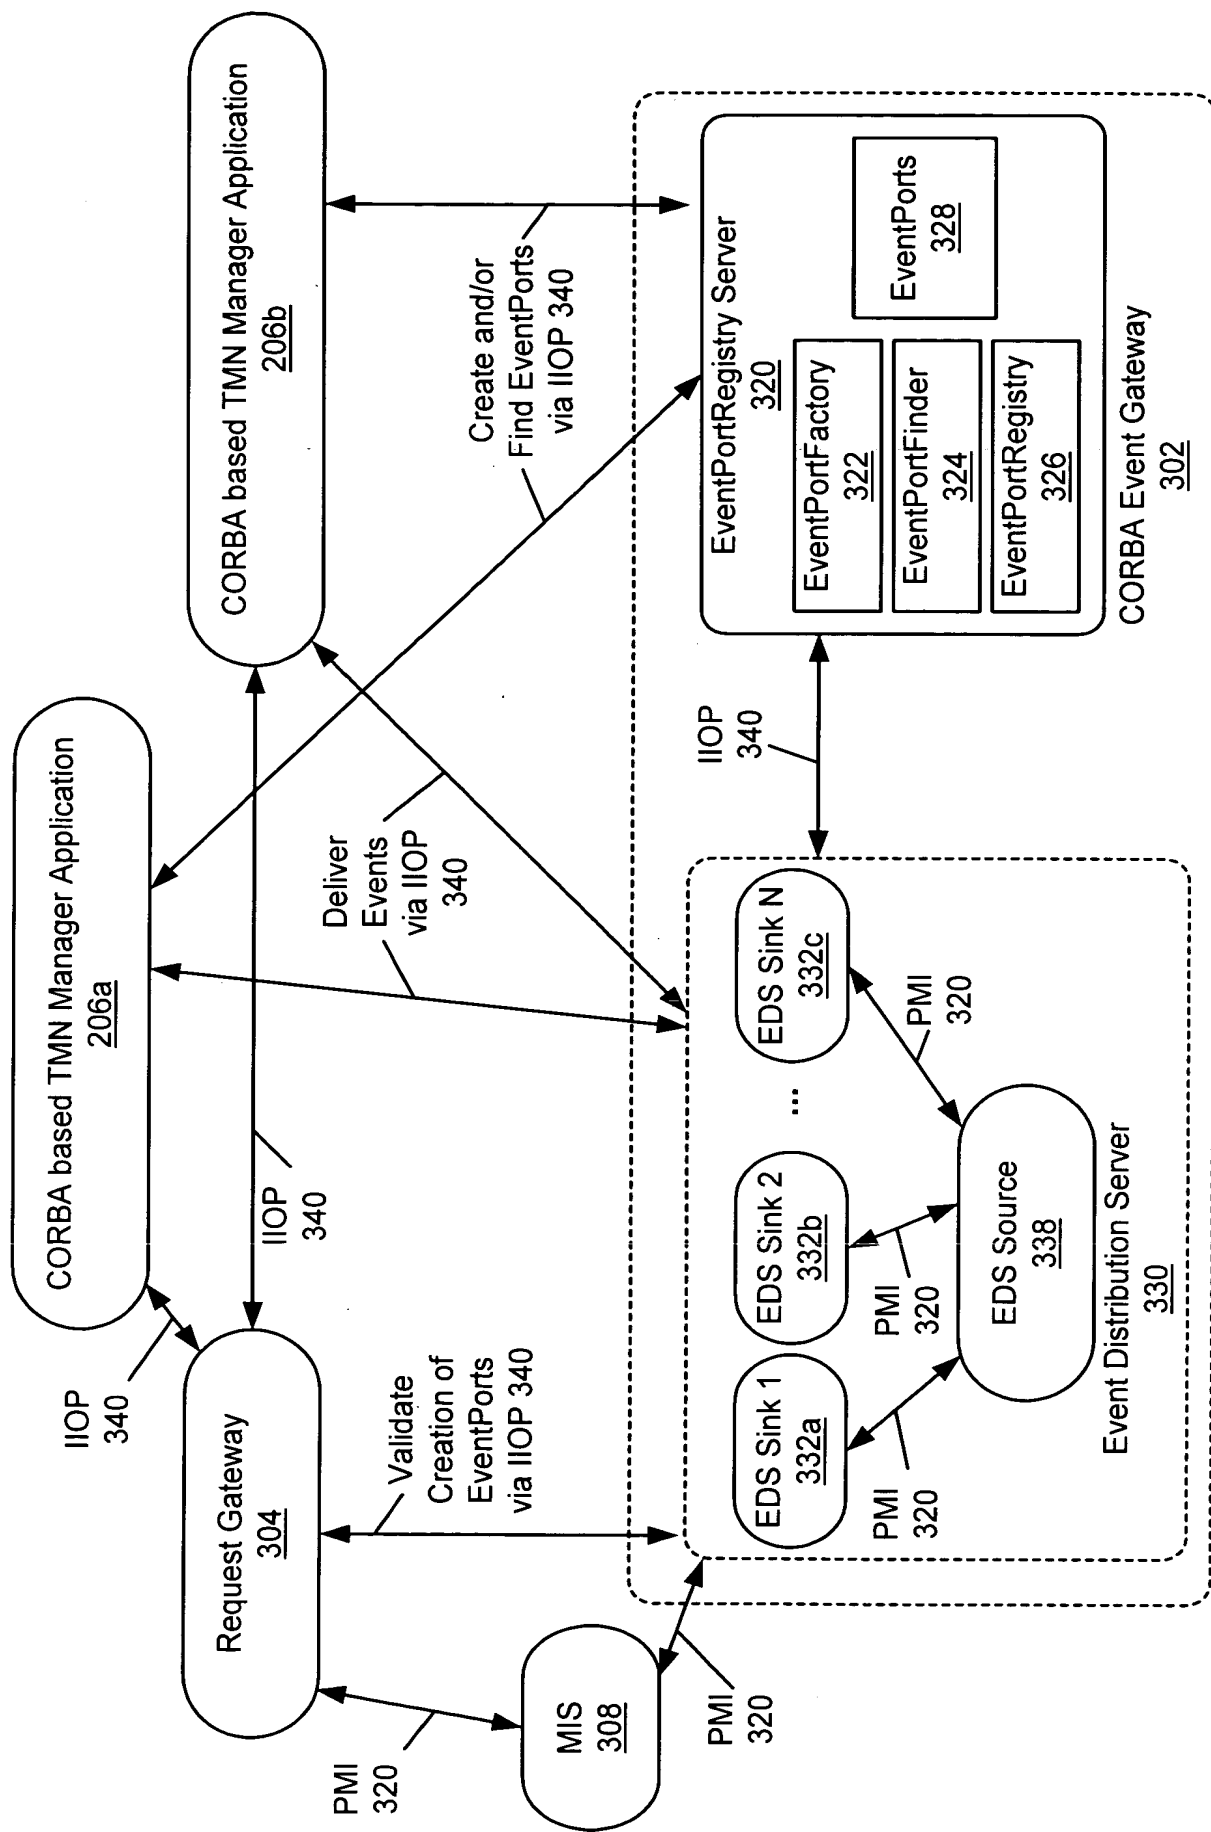 CORBA based TMN Manager Application
206a
CORBA based TMN Manager Application
206b
IIOP
340
Request Gateway
304
IIOP
340
Deliver
Events
via IIOP
340
Create and/or
Find EventPorts
via IIOP 340
Validate
Creation of
EventPorts
via IIOP 340
PMI
320
MIS
308
PMI
320
EDS Sink 1
332a
EDS Sink 2
332b
...
EDS Sink N
332c
PMI
320
PMI
320
PMI
320
EDS Source
338
Event Distribution Server
330
IIOP
340
EventPortRegistry Server
320
EventPortFactory
322
EventPortFinder
324
EventPortRegistry
326
EventPorts
328
CORBA Event Gateway
302